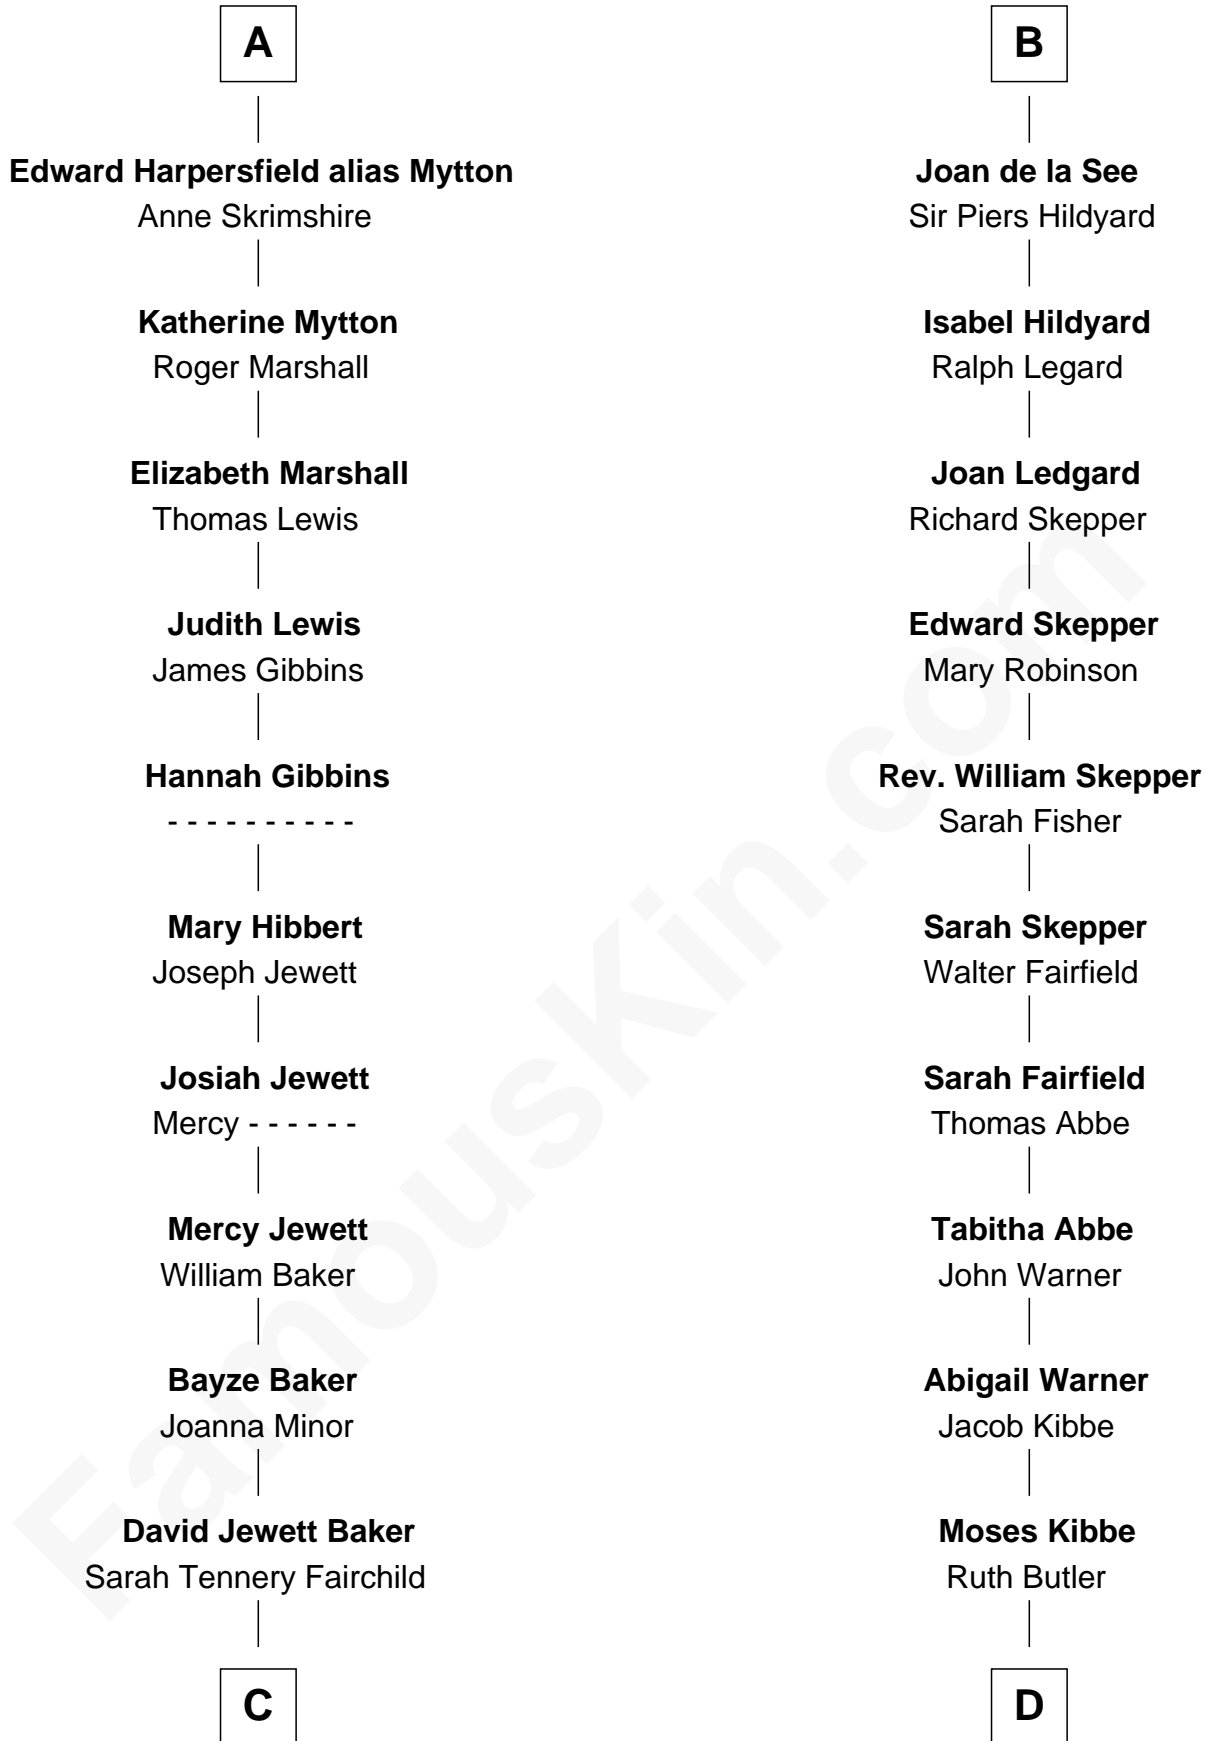 A
Edward Harpersfield alias Mytton
Anne Skrimshire
Katherine Mytton
Roger Marshall
Elizabeth Marshall
Thomas Lewis
Judith Lewis
James Gibbins
Hannah Gibbins
- - - - - - - - - -
Mary Hibbert
Joseph Jewett
Josiah Jewett
Mercy - - - - - -
Mercy Jewett
William Baker
Bayze Baker
Joanna Minor
David Jewett Baker
Sarah Tennery Fairchild
C
B
Joan de la See
Sir Piers Hildyard
Isabel Hildyard
Ralph Legard
Joan Ledgard
Richard Skepper
Edward Skepper
Mary Robinson
Rev. William Skepper
Sarah Fisher
Sarah Skepper
Walter Fairfield
Sarah Fairfield
Thomas Abbe
Tabitha Abbe
John Warner
Abigail Warner
Jacob Kibbe
Moses Kibbe
Ruth Butler
D
FamousKin.com